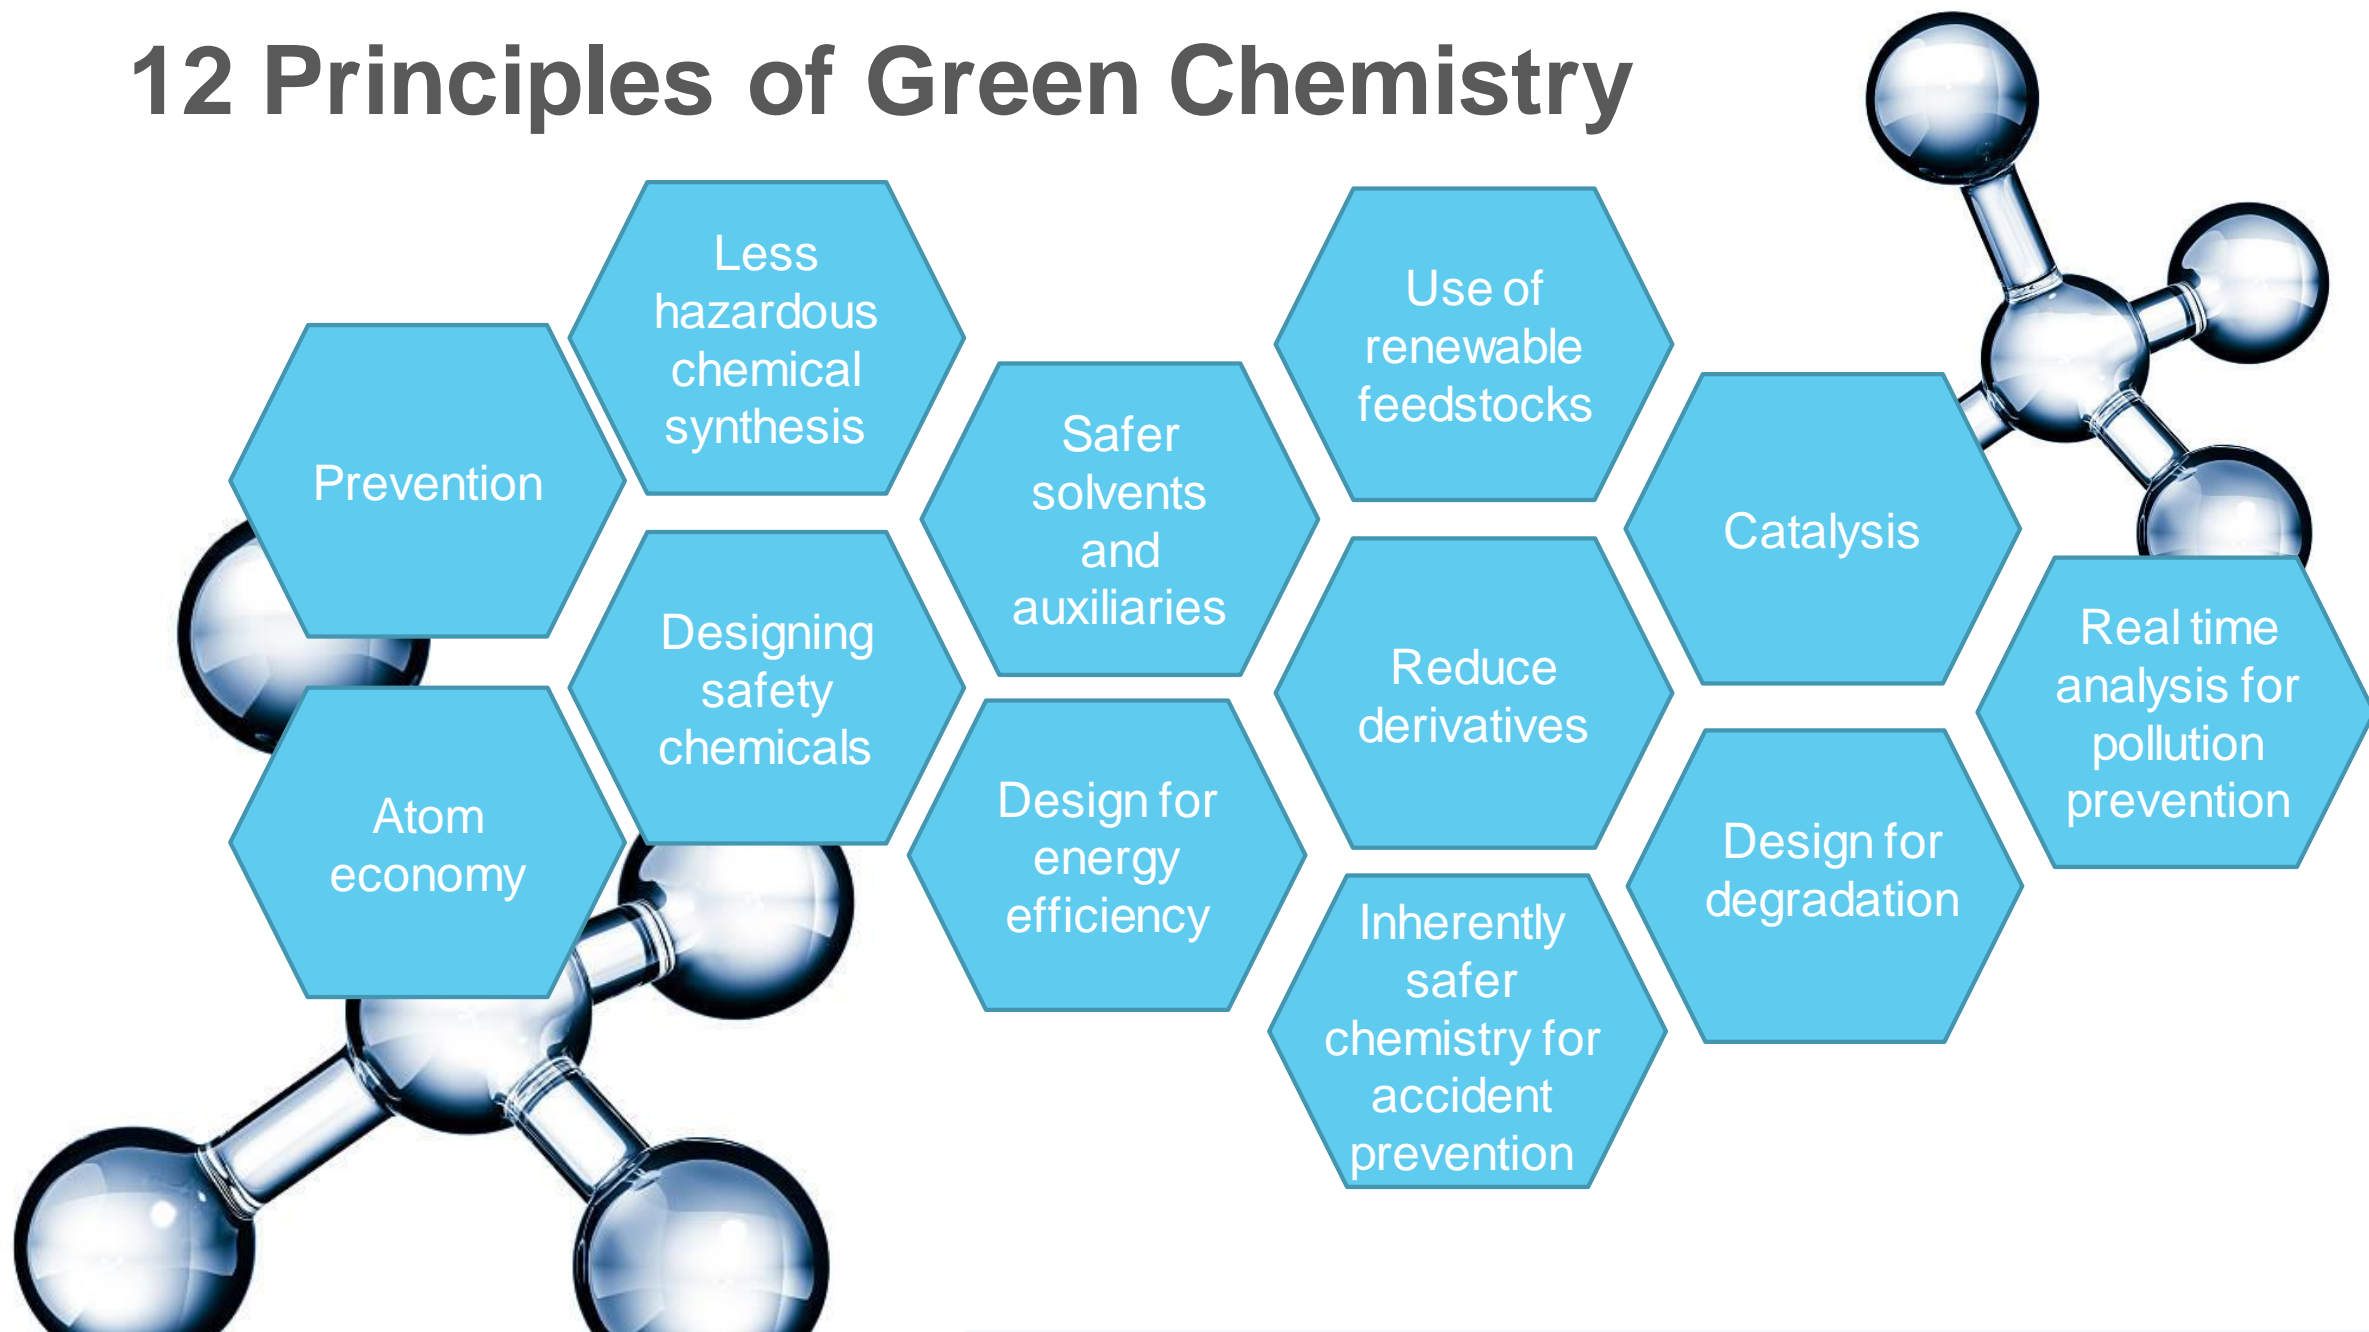 12 Principles of Green Chemistry
Prevention
Atom
economy
Less
hazardous
chemical
synthesis
Designing
safety
chemicals
Safer
solvents
and
auxiliaries
Design for
energy
efficiency
Use of
renewable
feedstocks
Reduce
derivatives
Inherently
safer
chemistry for
accident
prevention
Catalysis
Design for
degradation
Real time
analysis for
pollution
prevention